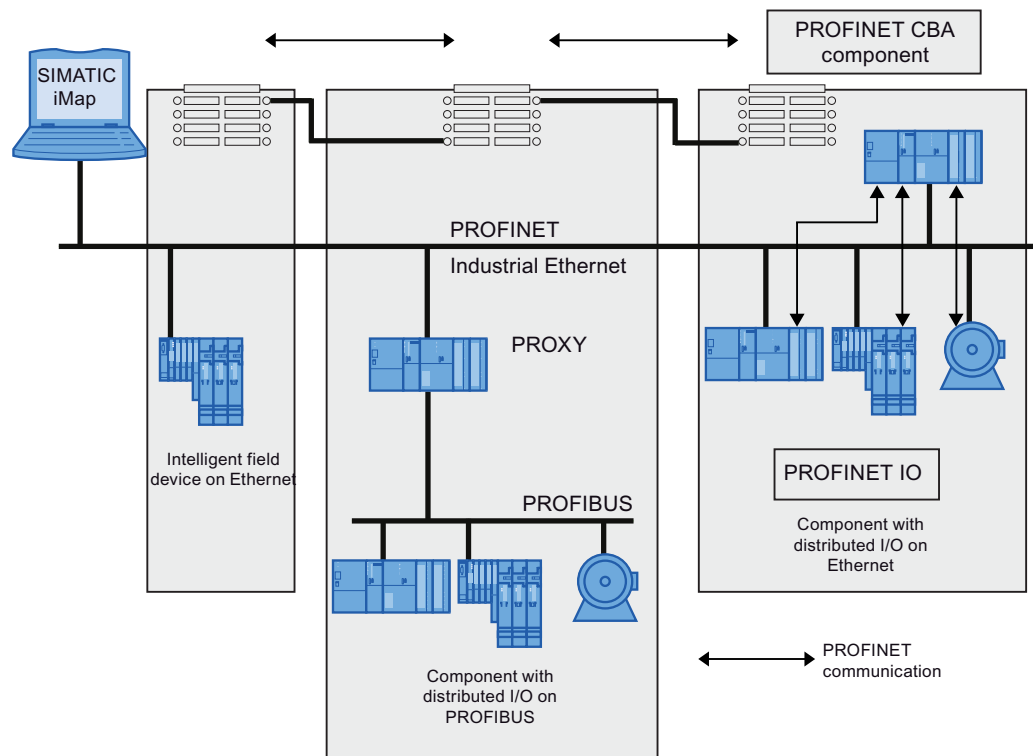 PROFINET CBA
component
SIMATIC
iMap
PROFINET
Industrial Ethernet
PROXY
Intelligent field
device on Ethernet
PROFINET IO
PROFIBUS
Component with
distributed I/O on
Ethernet
Component with
distributed I/O on
PROFIBUS
PROFINET
communication